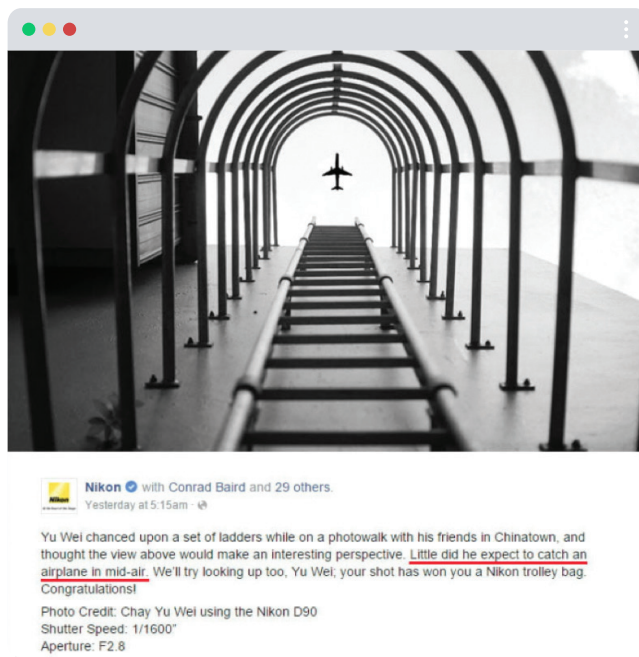 Nikon
Nikon with Conrad Baird and 29 others.
Yesterday at 5:15am ·
Yu Wei chanced upon a set of ladders while on a photowalk with his friends in Chinatown, and
thought the view above would make an interesting perspective. Little did he expect to catch an
airplane in mid-air. We'll try looking up too, Yu Wei; your shot has won you a Nikon trolley bag.
Congratulations!
Photo Credit: Chay Yu Wei using the Nikon D90
Shutter Speed: 1/1600"
Aperture: F2.8